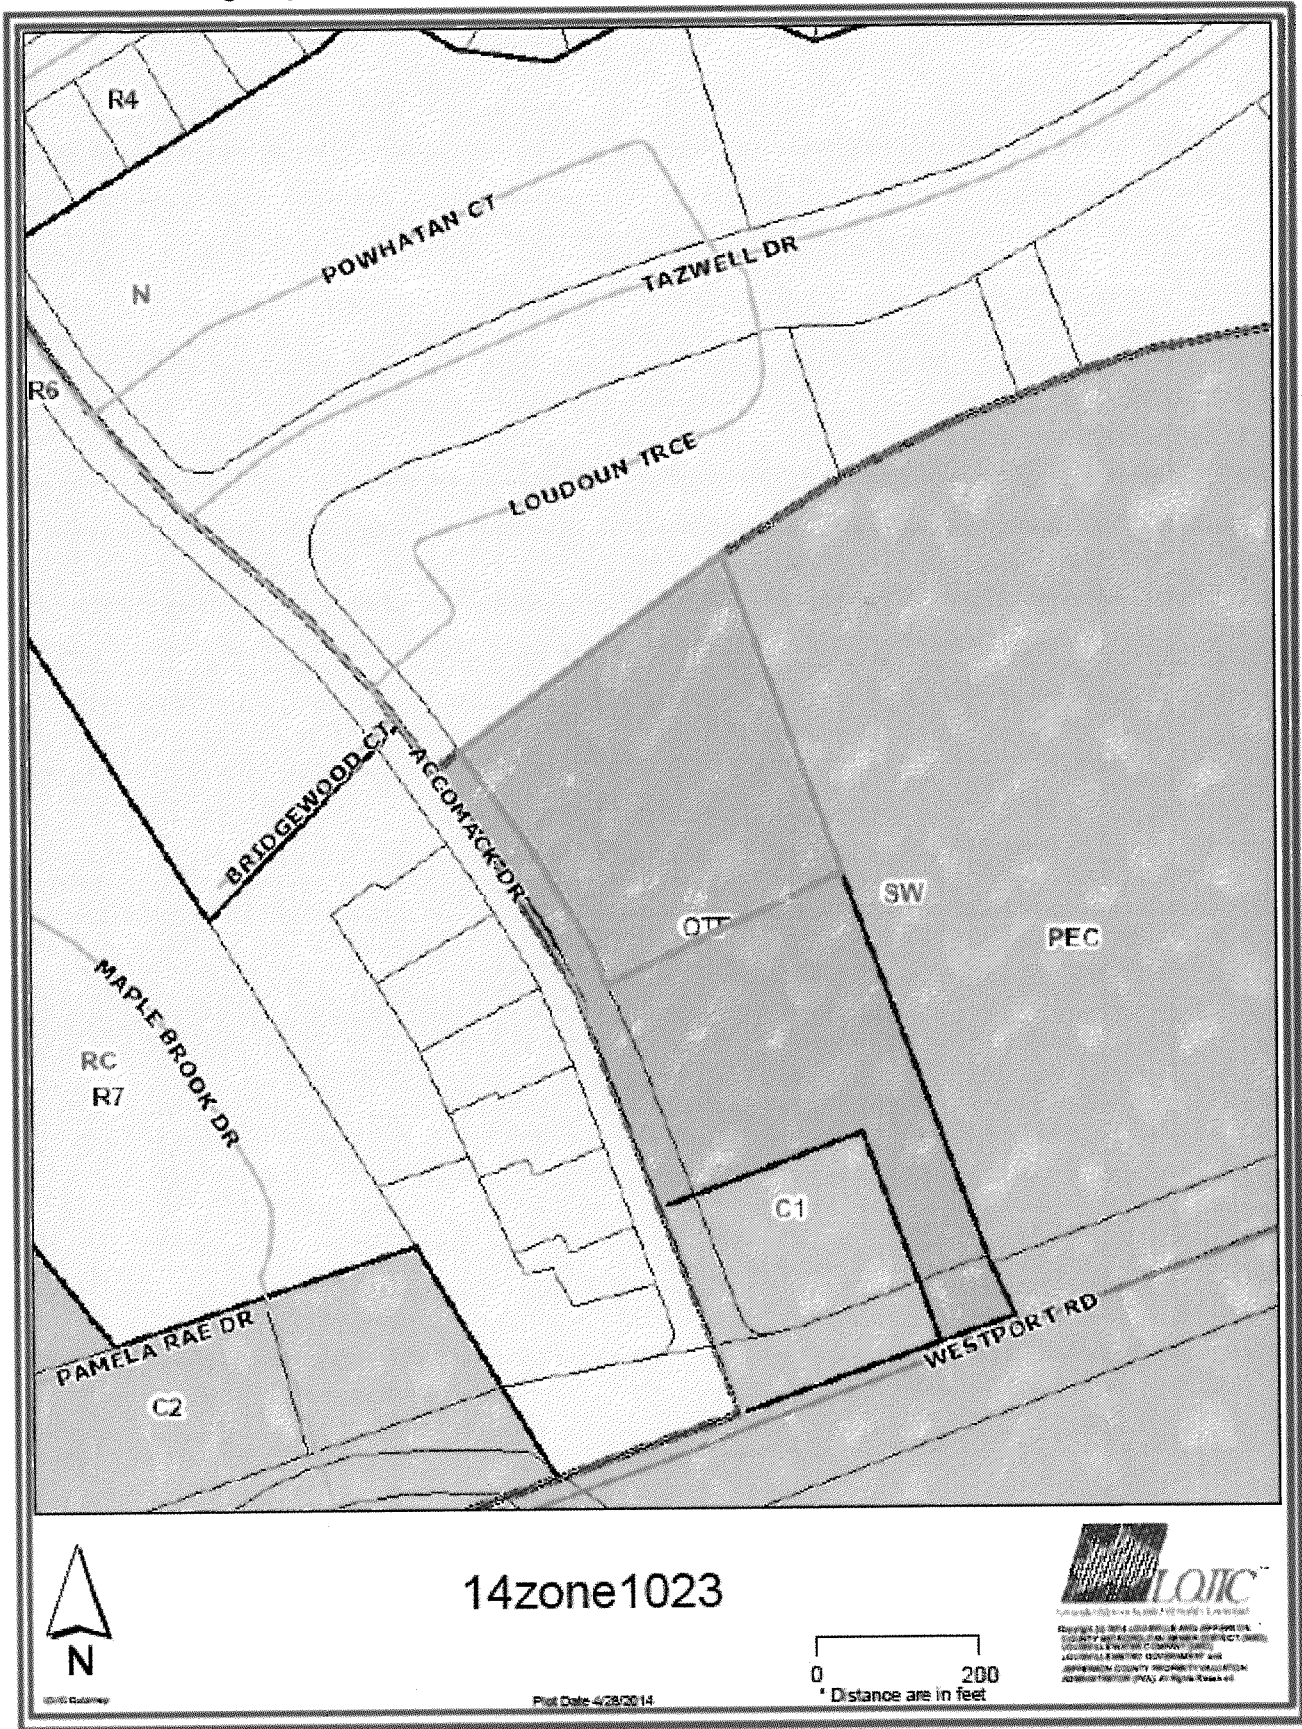 R4
POWHATAN CT
TAZWELL DR
N
R6
LOUDOUN TRCE
BRIDGEWOOD CT
ACCOMACK DR
SW
PEC
MAPLE BROOK DR
RC
R7
C1
PAMELA RAE DR
WESTPORT RD
C2
14zone1023
LOJIC
N
0 200
* Distance are in feet
Plot Date 4/28/2014